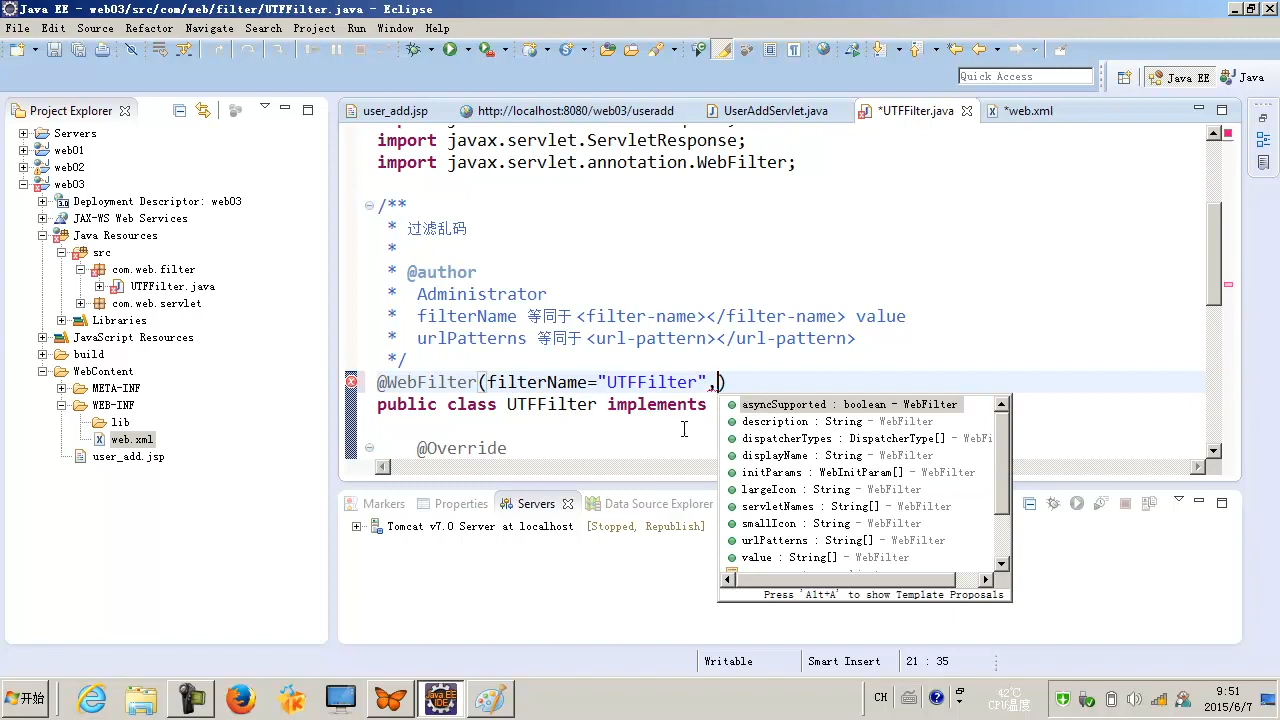 Java EE - web03/src/com/web/filter/UTFFilter.java - Eclipse
File Edit Source Refactor Navigate Search Project Run Window Help
Quick Access
Java EE
Java
Project Explorer
user_add.jsp
http://localhost:8080/web03/useradd
UserAddServlet.java
*UTFFilter.java
*web.xml
Servers
web01
web02
web03
Deployment Descriptor: web03
JAX-WS Web Services
Java Resources
src
com.web.filter
UTFFilter.java
com.web.servlet
Libraries
JavaScript Resources
build
WebContent
META-INF
WEB-INF
lib
web.xml
user_add.jsp
import javax.servlet.ServletResponse;
import javax.servlet.annotation.WebFilter;
/**
* 过滤乱码
*
* @author
* Administrator
* filterName 等同于<filter-name></filter-name> value
* urlPatterns 等同于<url-pattern></url-pattern>
*/
@WebFilter(filterName="UTFFilter",)
public class UTFFilter implements
@Override
asyncSupported : boolean - WebFilter
description : String - WebFilter
dispatcherTypes : DispatcherType[] - WebFi
displayName : String - WebFilter
initParams : WebInitParam[] - WebFilter
largeIcon : String - WebFilter
servletNames : String[] - WebFilter
smallIcon : String - WebFilter
urlPatterns : String[] - WebFilter
value : String[] - WebFilter
Press 'Alt+A' to show Template Proposals
Markers
Properties
Servers
Data Source Explorer
Tomcat v7.0 Server at localhost [Stopped, Republish]
Writable
Smart Insert
21 : 35
开始
Java EE
IDE
CH
42℃
CPU温度
9:51
2015/6/7